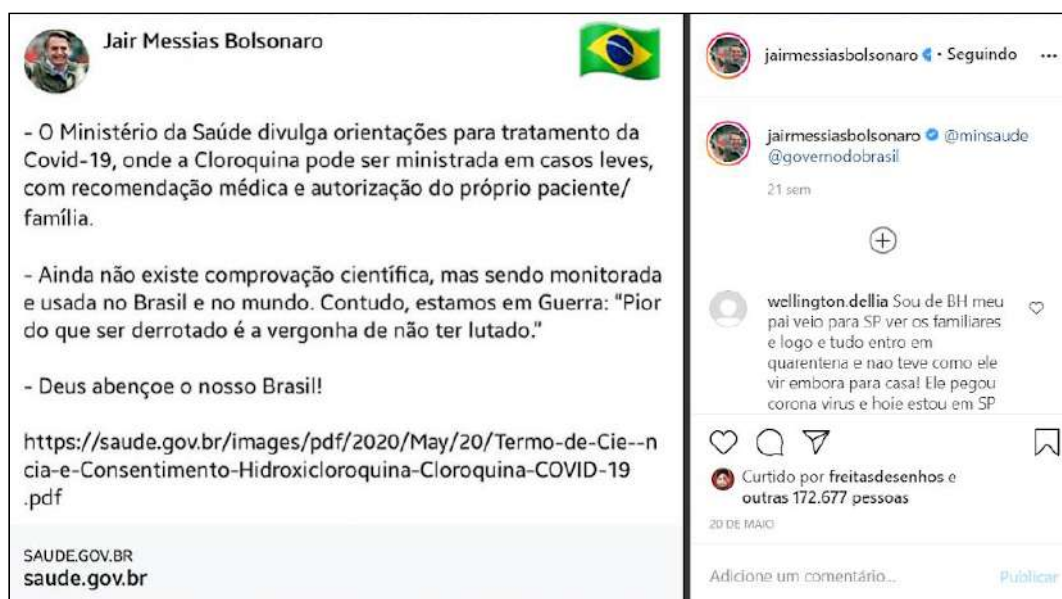 Jair Messias Bolsonaro
- O Ministério da Saúde divulga orientações para tratamento da
Covid-19, onde a Cloroquina pode ser ministrada em casos leves,
com recomendação médica e autorização do próprio paciente/
família.
- Ainda não existe comprovação científica, mas sendo monitorada
e usada no Brasil e no mundo. Contudo, estamos em Guerra: "Pior
do que ser derrotado é a vergonha de não ter lutado."
- Deus abençoe o nosso Brasil!
https://saude.gov.br/images/pdf/2020/May/20/Termo-de-Cie--n
cia-e-Consentimento-Hidroxicloroquina-Cloroquina-COVID-19
.pdf
SAUDE.GOV.BR
saude.gov.br
jairmessiasbolsonaro • Seguindo
jairmessiasbolsonaro @minsaude
@governodobrasil
21 sem
wellington.dellia Sou de BH meu
pai veio para SP ver os familiares
e logo e tudo entro em
quarentena e nao teve como ele
vir embora para casa! Ele pegou
corona virus e hoje estou em SP
Curtido por freitasdesenhos e
outras 172.677 pessoas
20 DE MAIO
Adicione um comentário...
Publicar